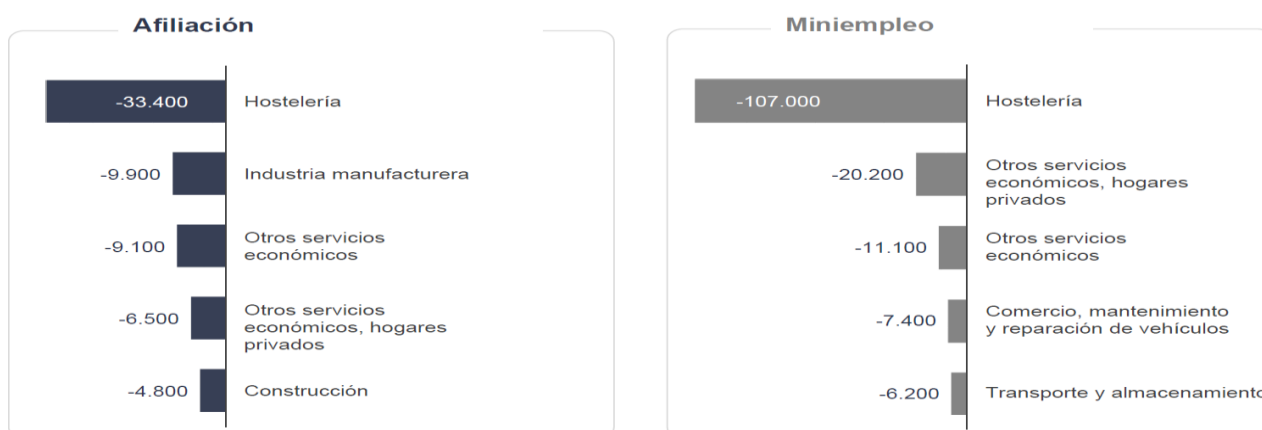 Afiliación
-33.400 Hostelería
-9.900 Industria manufacturera
-9.100 Otros servicios
económicos
-6.500 Otros servicios
económicos, hogares
privados
-4.800 Construcción
Miniempleo
-107.000 Hostelería
-20.200 Otros servicios
económicos, hogares
privados
-11.100 Otros servicios
económicos
-7.400 Comercio, mantenimiento
y reparación de vehículos
-6.200 Transporte y almacenamiento